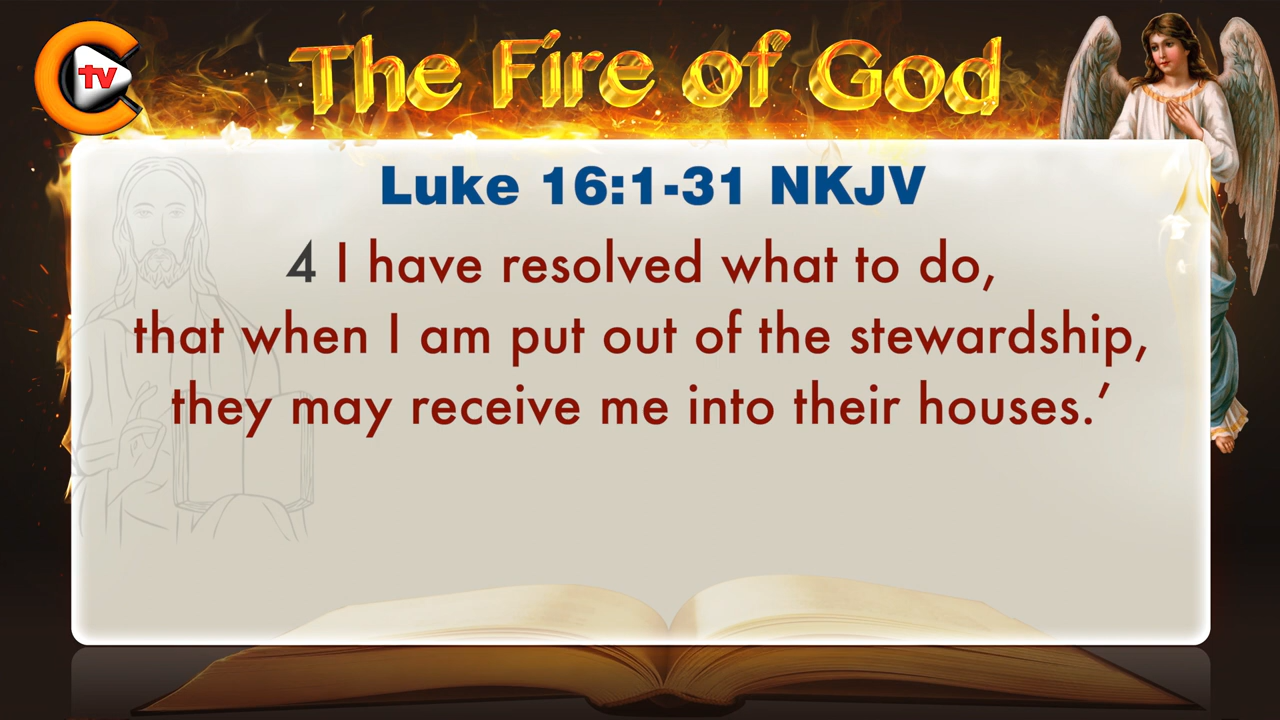 tv
The Fire of God
Luke 16:1-31 NKJV
4 I have resolved what to do,
that when I am put out of the stewardship,
they may receive me into their houses.’